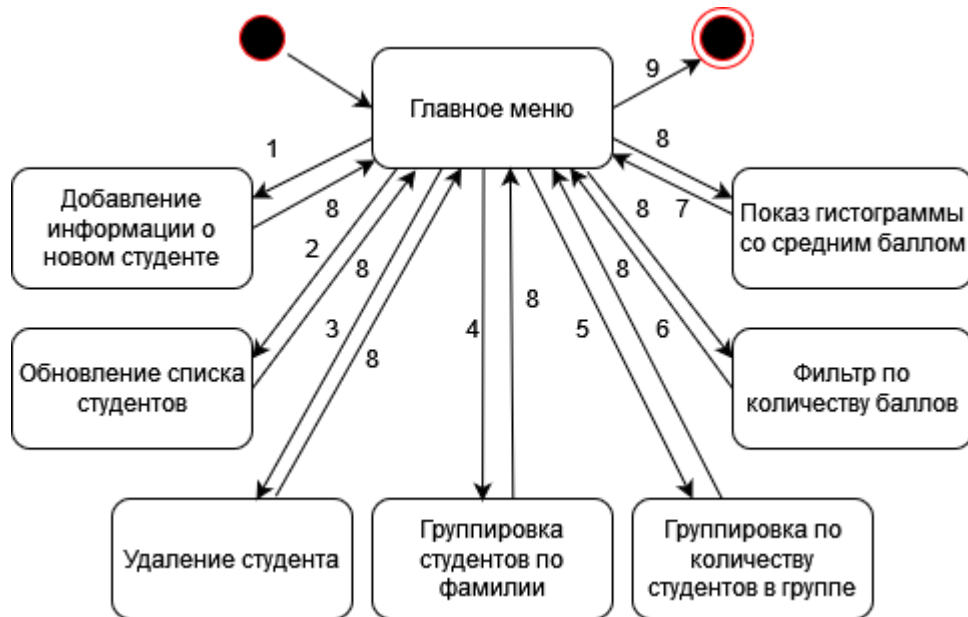 9
Главное меню
1
8
8
7
Добавление
информации о
новом студенте
Показ гистограммы
со средним баллом
2
8
8
8
8
3
8
4
5
6
Обновление списка
студентов
Фильтр по
количеству баллов
Удаление студента
Группировка
студентов по
фамилии
Группировка по
количеству
студентов в группе